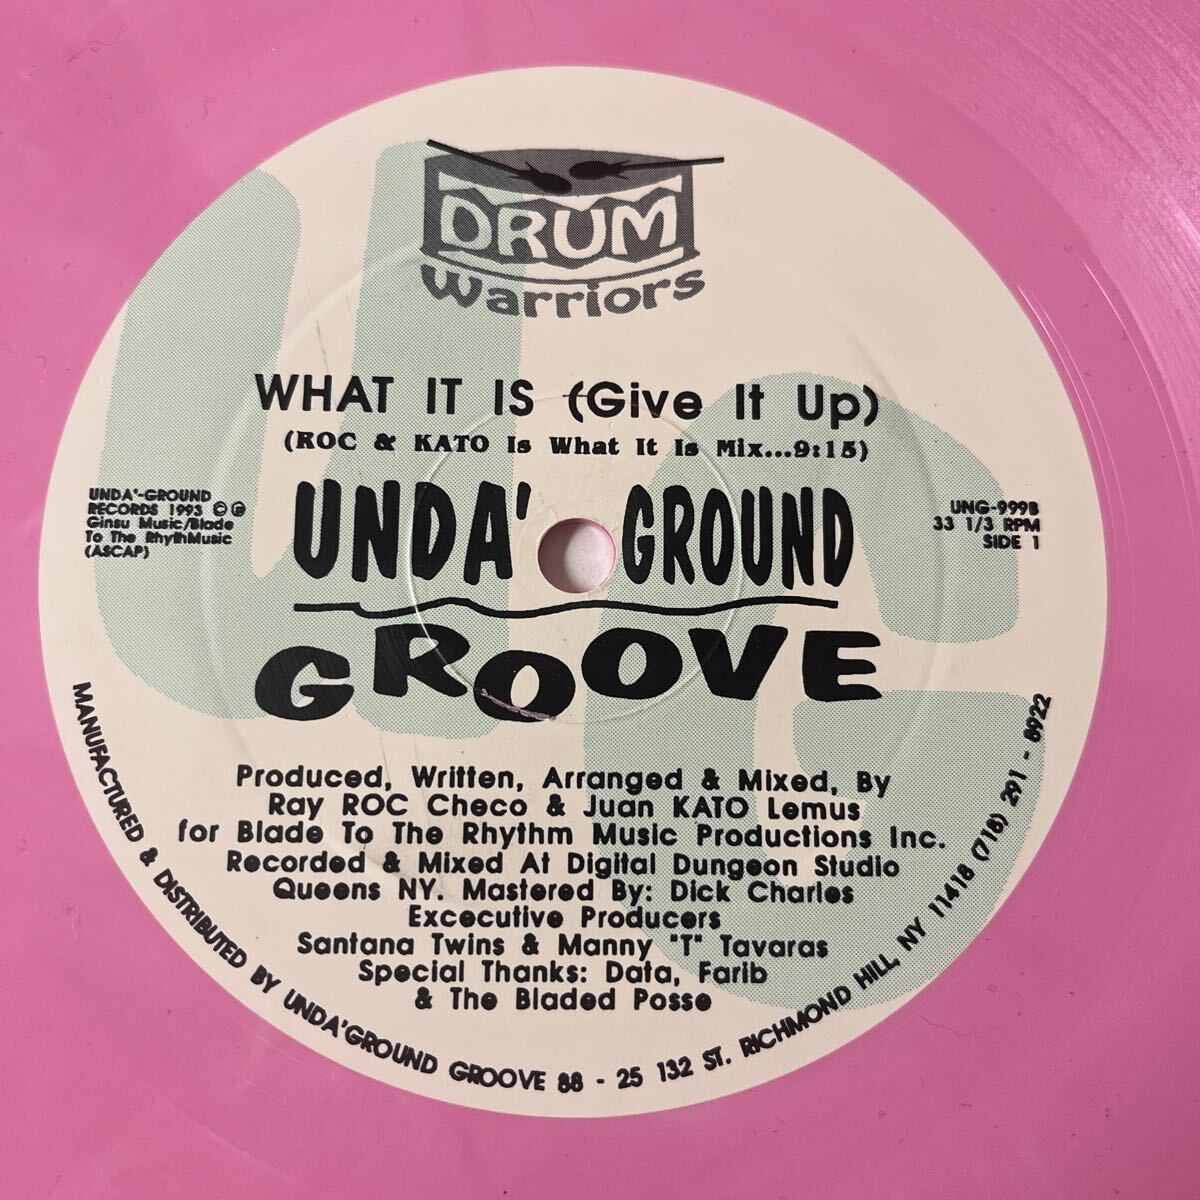 DRUM
Warriors
WHAT IT IS (Give It Up)
(ROC & KATO Is What It Is Mix...9:15)
UNDA'-GROUND
RECORDS 1993 © ℗
Ginsu Music/Blade
To The RhythMusic
(ASCAP)
UNG-999B
33 1/3 RPM
SIDE 1
UNDA' GROUND
GROOVE
Produced, Written, Arranged & Mixed, By
Ray ROC Checo & Juan KATO Lemus
for Blade To The Rhythm Music Productions Inc.
Recorded & Mixed At Digital Dungeon Studio
Queens NY. Mastered By: Dick Charles
Excecutive Producers
Santana Twins & Manny "T" Tavaras
Special Thanks: Data, Farib
& The Bladed Posse
MANUFACTURED & DISTRIBUTED BY UNDA'GROUND GROOVE 88 - 25 132 ST. RICHMOND HILL, NY 11418 (718) 291 - 8922